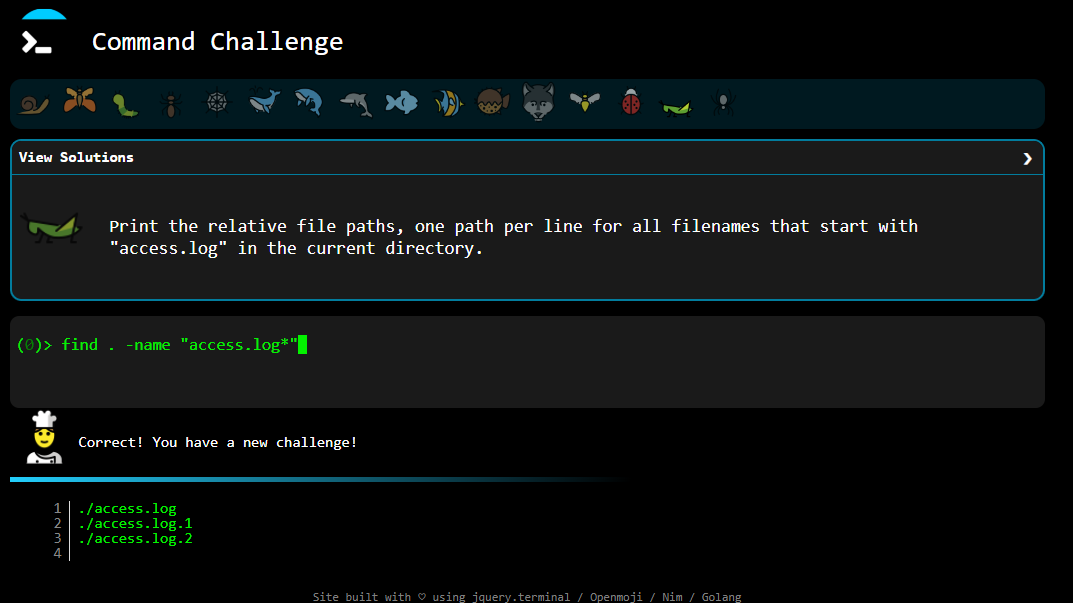 Command Challenge
View Solutions ❯
Print the relative file paths, one path per line for all filenames that start with
"access.log" in the current directory.
(0)> find . -name "access.log*"
Correct! You have a new challenge!
1 ./access.log
2 ./access.log.1
3 ./access.log.2
4
Site built with ♡ using jquery.terminal / Openmoji / Nim / Golang